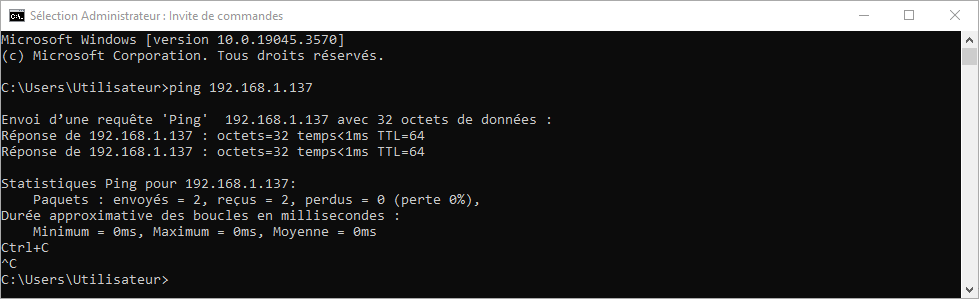 Sélection Administrateur : Invite de commandes
Microsoft Windows [version 10.0.19045.3570]
(c) Microsoft Corporation. Tous droits réservés.
C:\Users\Utilisateur>ping 192.168.1.137
Envoi d’une requête 'Ping'  192.168.1.137 avec 32 octets de données :
Réponse de 192.168.1.137 : octets=32 temps<1ms TTL=64
Réponse de 192.168.1.137 : octets=32 temps<1ms TTL=64
Statistiques Ping pour 192.168.1.137:
    Paquets : envoyés = 2, reçus = 2, perdus = 0 (perte 0%),
Durée approximative des boucles en millisecondes :
    Minimum = 0ms, Maximum = 0ms, Moyenne = 0ms
Ctrl+C
^C
C:\Users\Utilisateur>